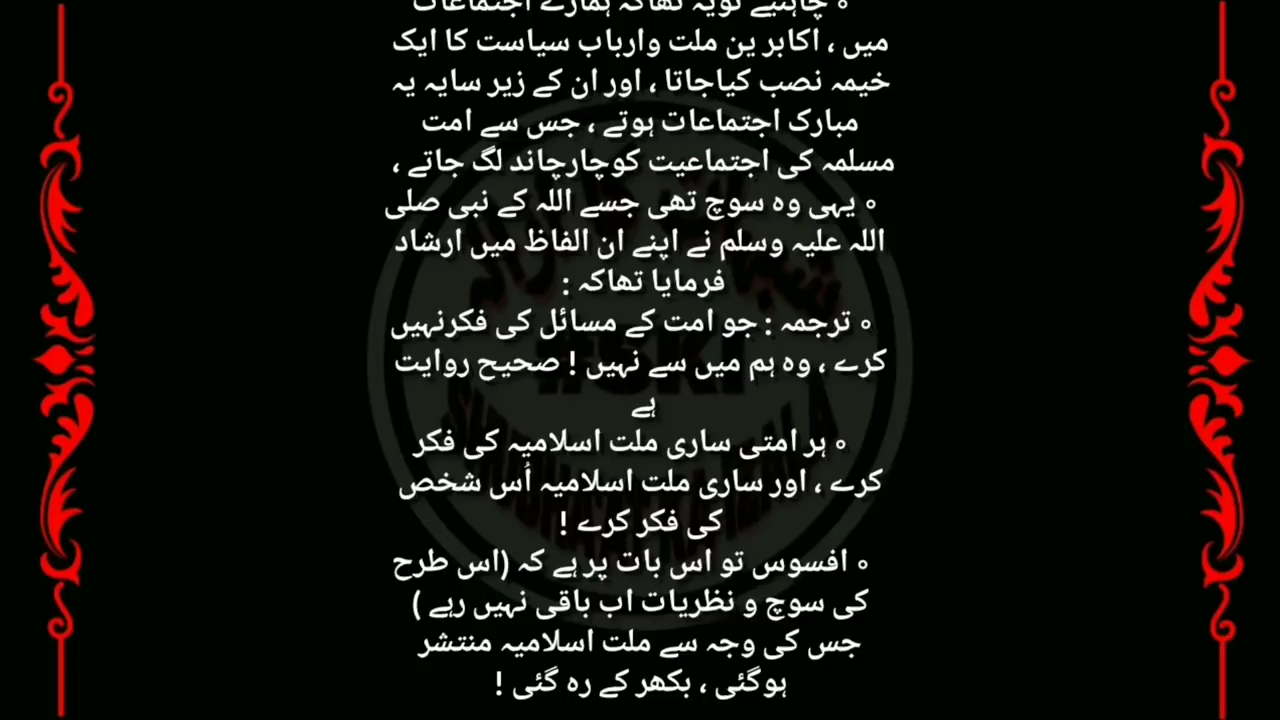 ° چاہئیے تویہ تھاکہ ہمارے اجتماعات
میں ، اکابر ین ملت وارباب سیاست کا ایک
خیمہ نصب کیاجاتا ، اور ان کے زیر سایہ یہ
مبارک اجتماعات ہوتے ، جس سے امت
مسلمہ کی اجتماعیت کوچارچاند لگ جاتے ،
° یہی وہ سوچ تھی جسے اللہ کے نبی صلی
اللہ علیہ وسلم نے اپنے ان الفاظ میں ارشاد
فرمایا تھاکہ :
° ترجمہ : جو امت کے مسائل کی فکرنہیں
کرے ، وہ ہم میں سے نہیں ! صحیح روایت
ہے
° ہر امتی ساری ملت اسلامیہ کی فکر
کرے ، اور ساری ملت اسلامیہ اُس شخص
کی فکر کرے !
° افسوس تو اس بات پر ہے کہ (اس طرح
کی سوچ و نظریات اب باقی نہیں رہے )
جس کی وجہ سے ملت اسلامیہ منتشر
ہوگئی ، بکھر کے رہ گئی !